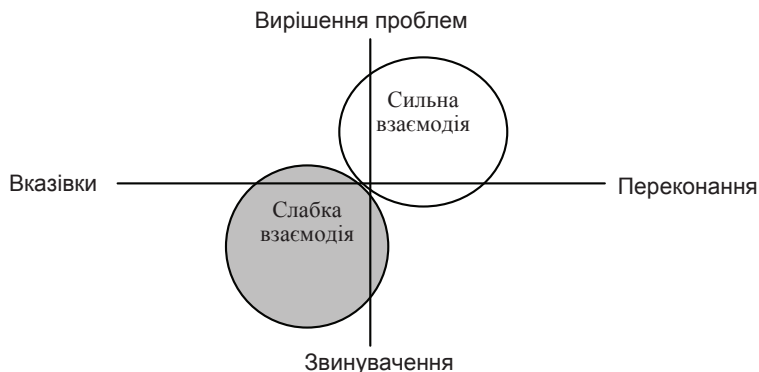 Вирішення проблем
Сильна
взаємодія
Вказівки
Переконання
Слабка
взаємодія
Звинувачення